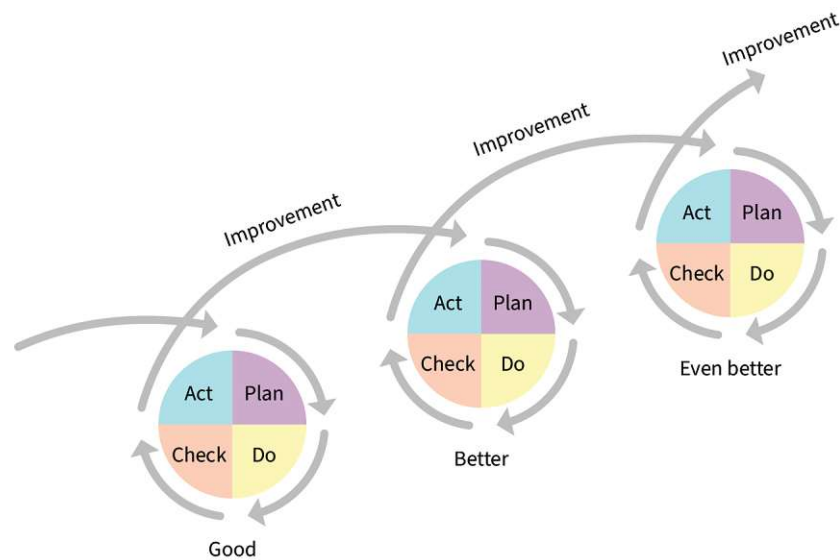 Improvement
Improvement
Improvement
Act
Plan
Check
Do
Even better
Act
Plan
Check
Do
Better
Act
Plan
Check
Do
Good